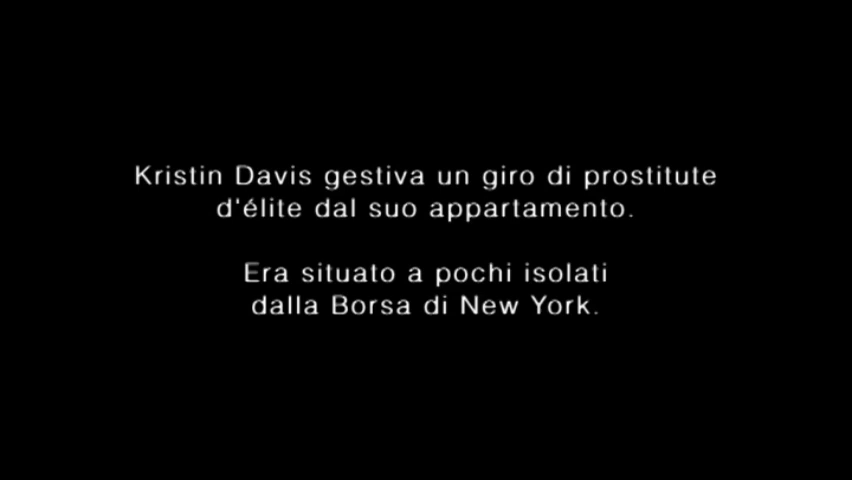 Kristin Davis gestiva un giro di prostitute
d'élite dal suo appartamento.
Era situato a pochi isolati
dalla Borsa di New York.